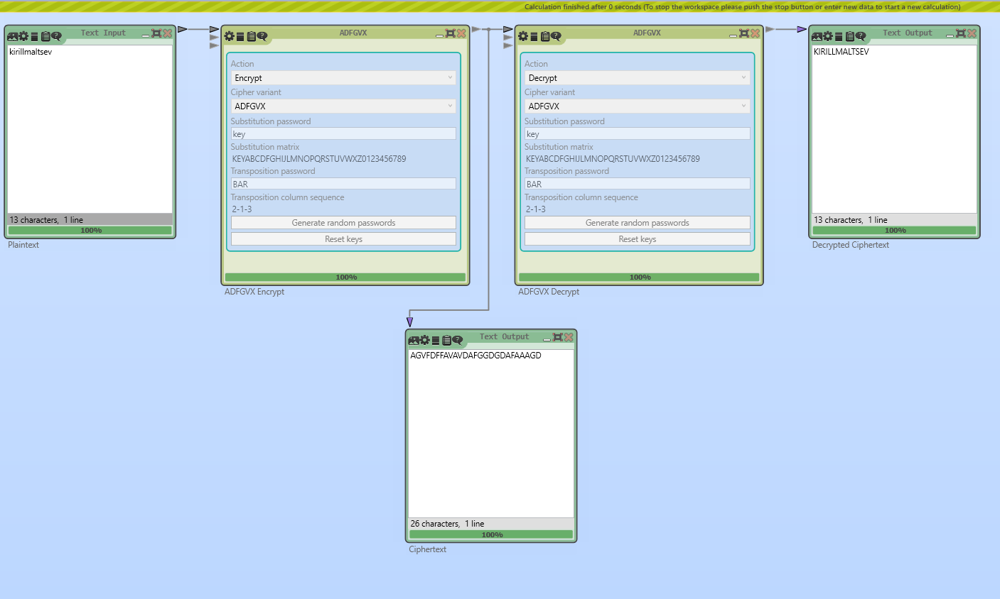 Calculation finished after 0 seconds (To stop the workspace please push the stop button or enter new data to start a new calculation)
Text Input
kirillmaltsev
13 characters, 1 line
100%
Plaintext
ADFGVX
Action
Encrypt
Cipher variant
ADFGVX
Substitution password
key
Substitution matrix
KEYABCDFGHIJLMNOPQRSTUVWXZ0123456789
Transposition password
BAR
Transposition column sequence
2-1-3
Generate random passwords
Reset keys
100%
ADFGVX Encrypt
ADFGVX
Action
Decrypt
Cipher variant
ADFGVX
Substitution password
key
Substitution matrix
KEYABCDFGHIJLMNOPQRSTUVWXZ0123456789
Transposition password
BAR
Transposition column sequence
2-1-3
Generate random passwords
Reset keys
100%
ADFGVX Decrypt
Text Output
KIRILLMALTSEV
13 characters, 1 line
100%
Decrypted Ciphertext
Text Output
AGVFDFFAVAVDAFGGDGDAFAAAGD
26 characters, 1 line
100%
Ciphertext